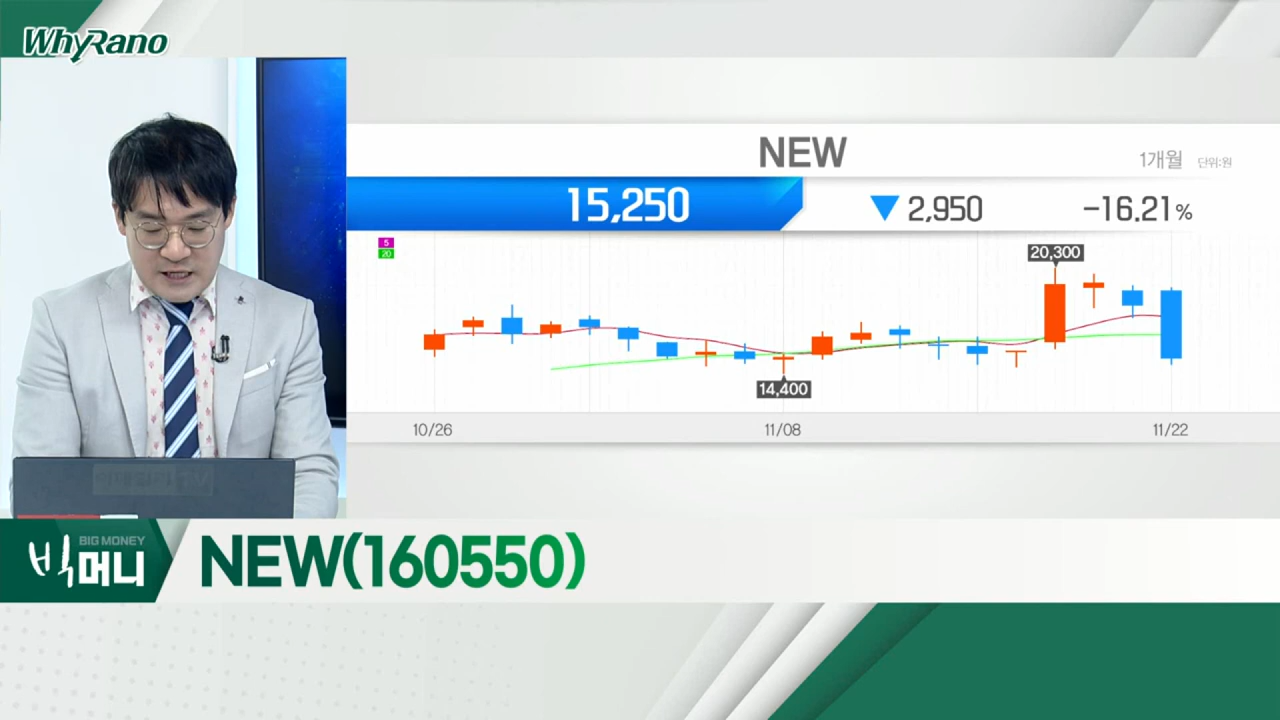 WhyRano
NEW
1개월 단위:원
15,250 ▼ 2,950 -16.21%
5
20
20,300
14,400
10/26 11/08 11/22
BIG MONEY
빅머니
NEW(160550)